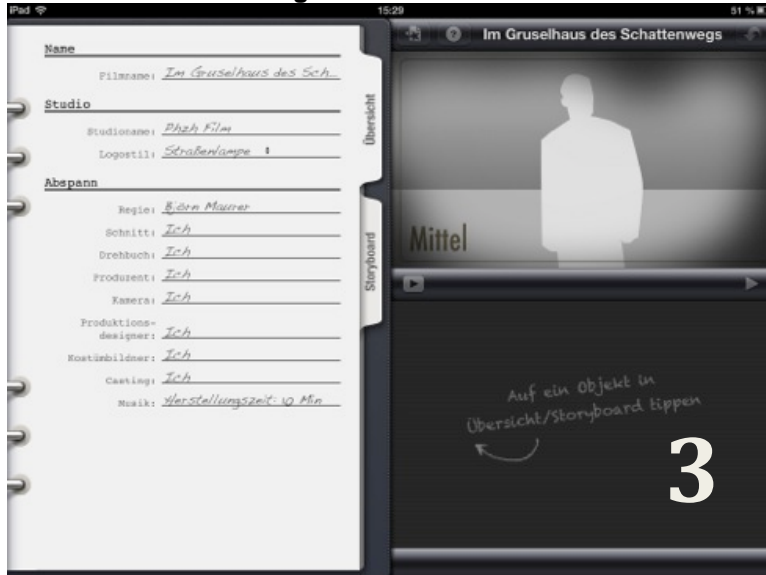 iPad
15:29
51 %
Im Gruselhaus des Schattenwegs
Name
Filmname: Im Gruselhaus des Sch...
Studio
Studioname: Phzh Film
Logostil: Straßenlampe
Abspann
Regie: Björn Maurer
Schnitt: Ich
Drehbuch: Ich
Produzent: Ich
Kamera: Ich
Produktions-
designer: Ich
Kostümbildner: Ich
Casting: Ich
Musik: Herstellungszeit: 10 Min
Übersicht
Storyboard
Mittel
Auf ein Objekt in
Übersicht/Storyboard tippen
3